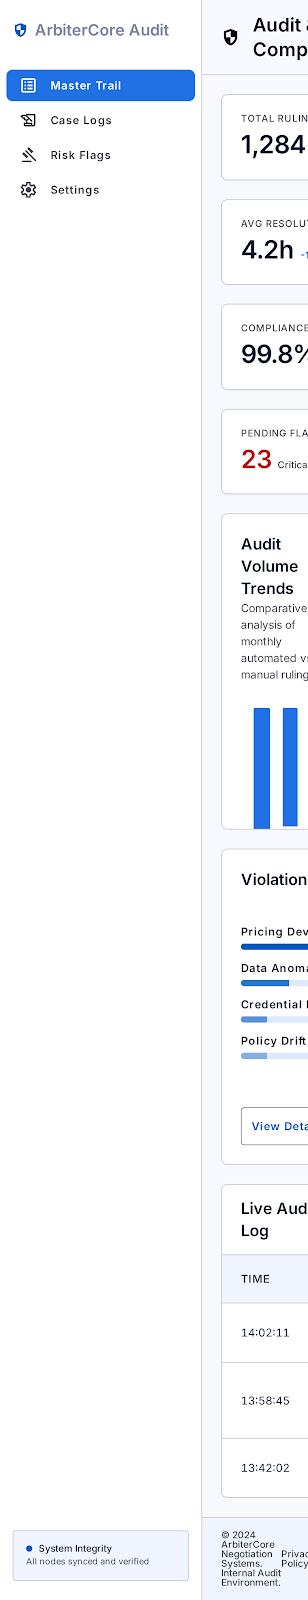 ArbiterCore Audit
Master Trail
Case Logs
Risk Flags
Settings
System Integrity
All nodes synced and verified
Audit
Comp
TOTAL RULIN
1,284
AVG RESOLU
4.2h
COMPLIANCE
99.8%
PENDING FLA
23 Critica
Audit
Volume
Trends
Comparative
analysis of
monthly
automated vs
manual ruling
Violation
Pricing Dev
Data Anoma
Credential
Policy Drift
View Deta
Live Aud
Log
TIME
14:02:11
13:58:45
13:42:02
© 2024
ArbiterCore
Negotiation Privac
Systems. Policy
Internal Audit
Environment.